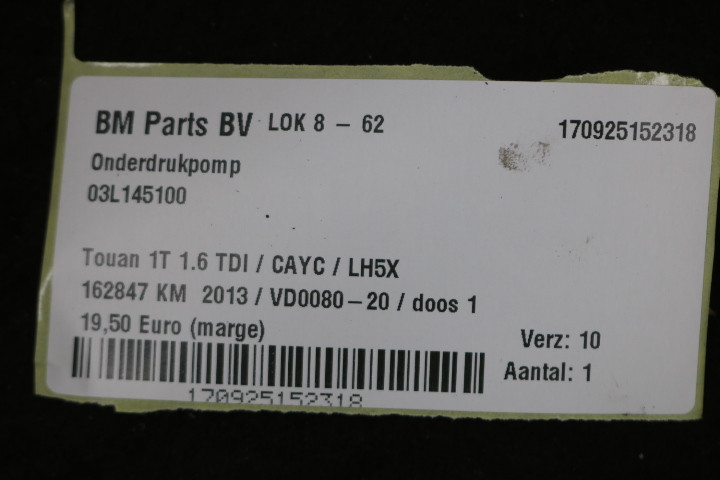 BM Parts BV LOK 8 - 62 170925152318
Onderdrukpomp
03L145100
Touan 1T 1.6 TDI / CAYC / LH5X
162847 KM 2013 / VD0080-20 / doos 1
19,50 Euro (marge) Verz: 10
Aantal: 1
170925152318